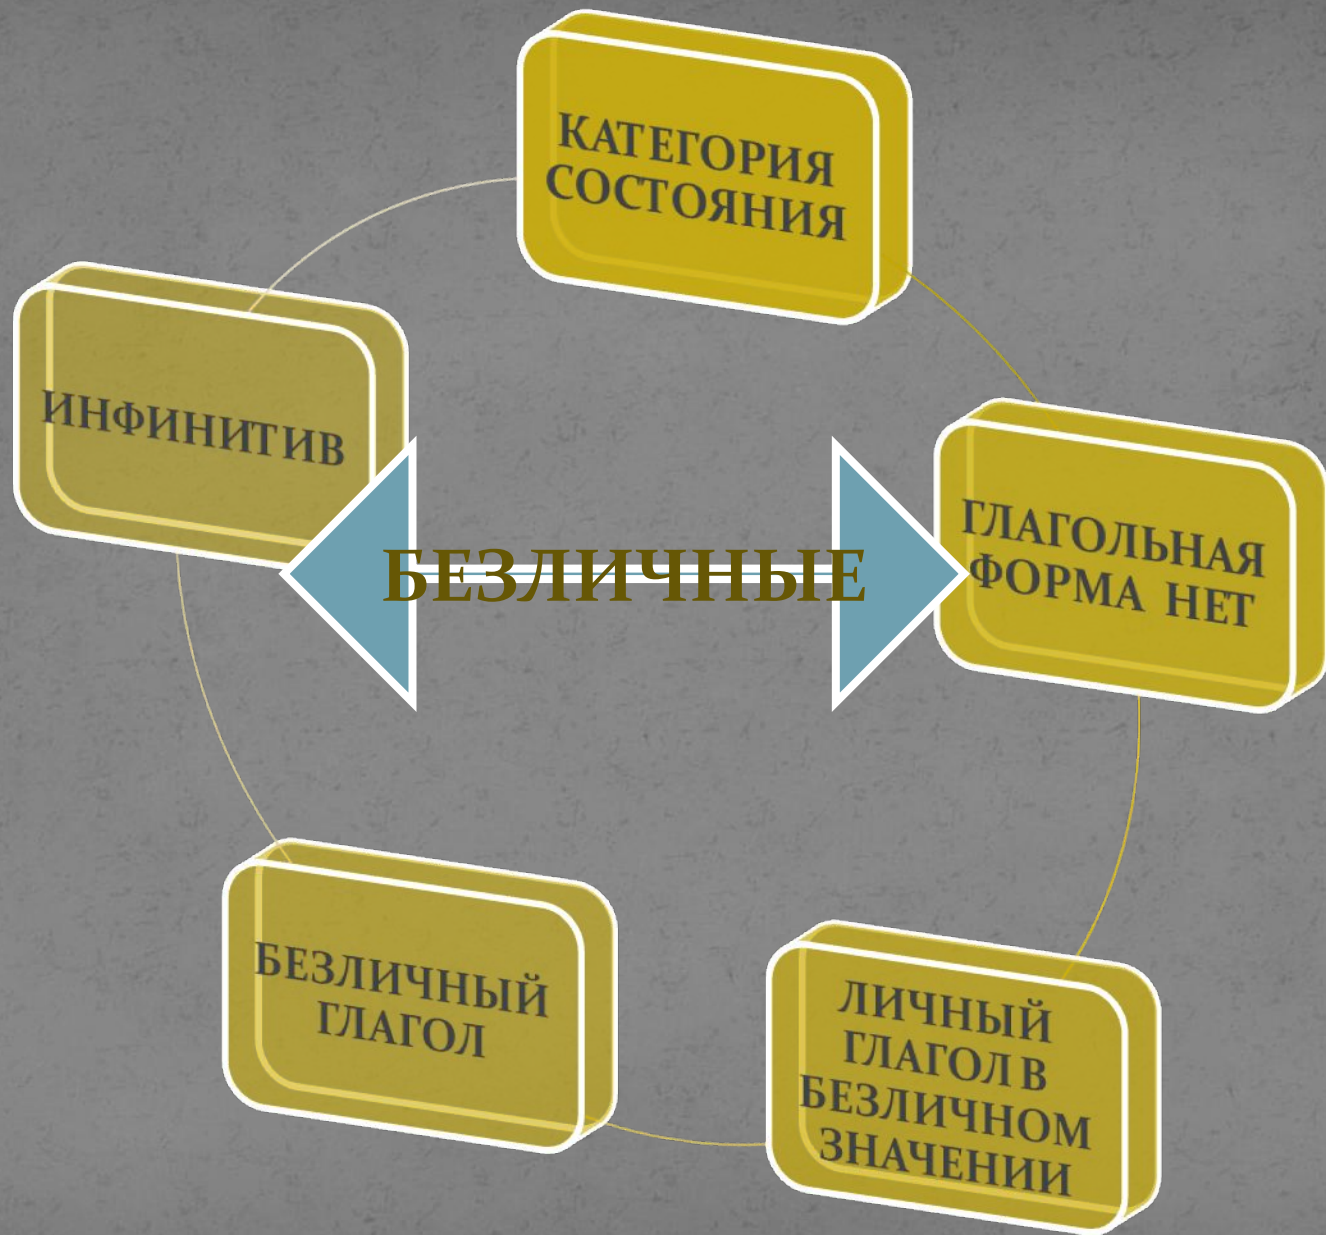 КАТЕГОРИЯ
СОСТОЯНИЯ
ИНФИНИТИВ
ГЛАГОЛЬНАЯ
ФОРМА НЕТ
БЕЗЛИЧНЫЕ
БЕЗЛИЧНЫЙ
ГЛАГОЛ
ЛИЧНЫЙ
ГЛАГОЛ В
БЕЗЛИЧНОМ
ЗНАЧЕНИИ